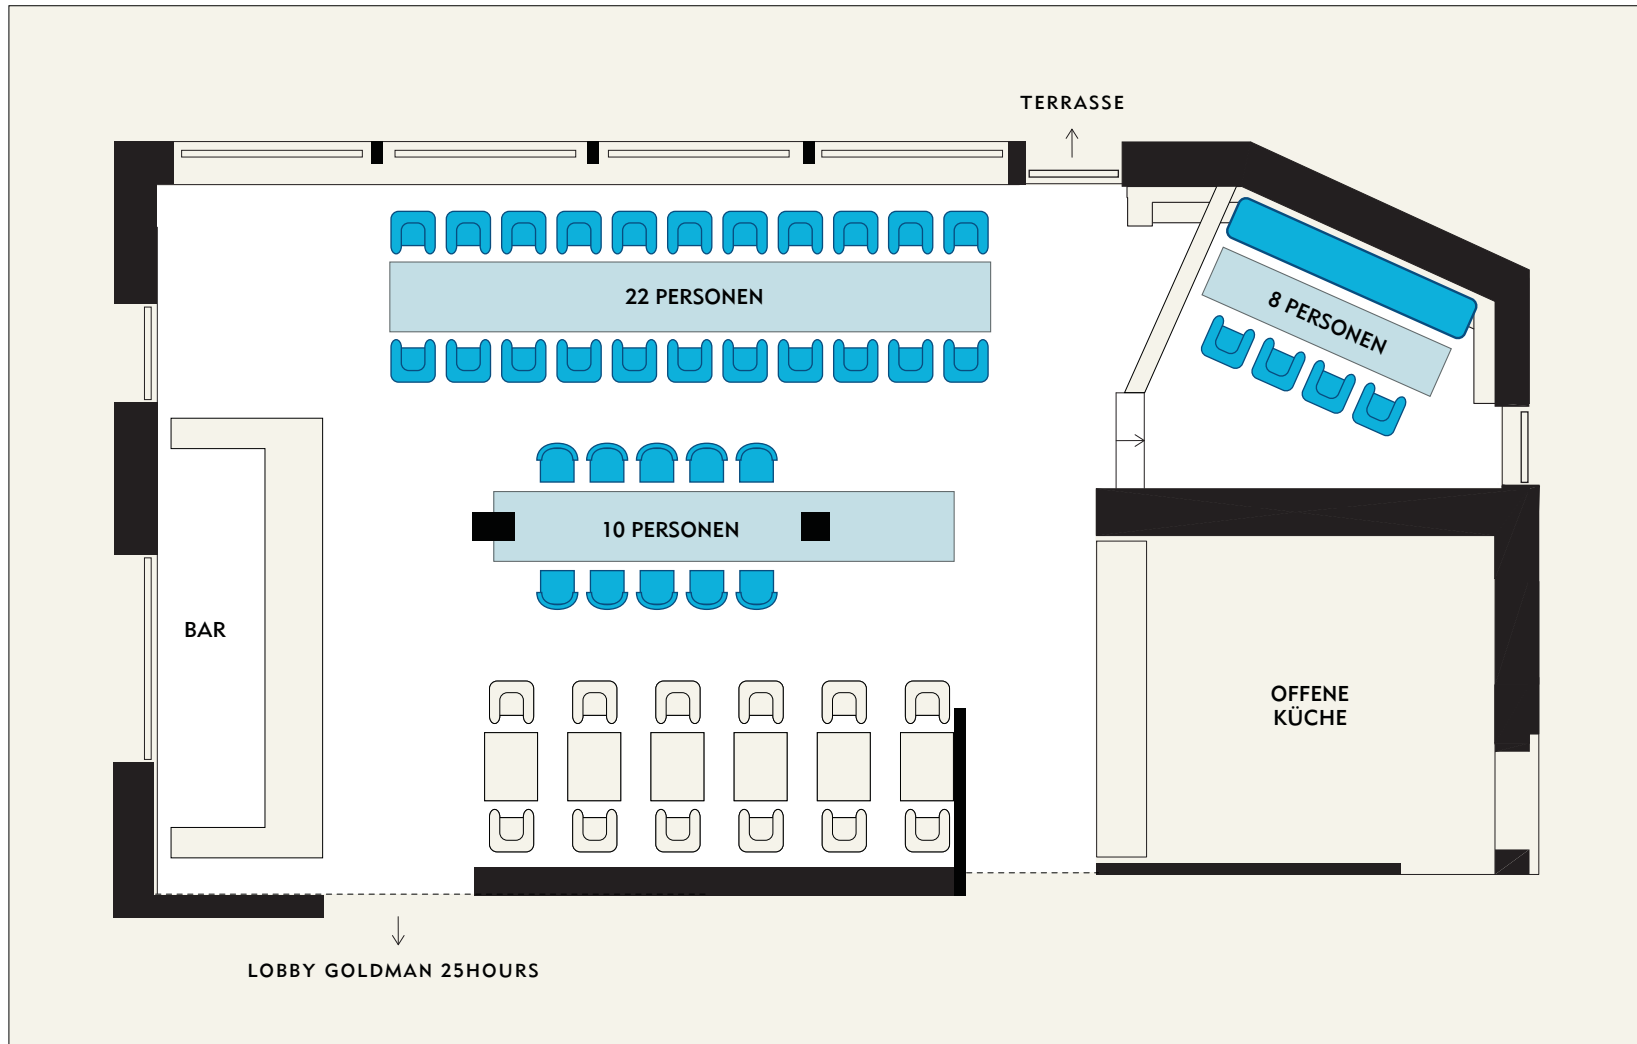 TERRASSE
22 PERSONEN
8 PERSONEN
10 PERSONEN
BAR
OFFENE
KÜCHE
LOBBY GOLDMAN 25HOURS